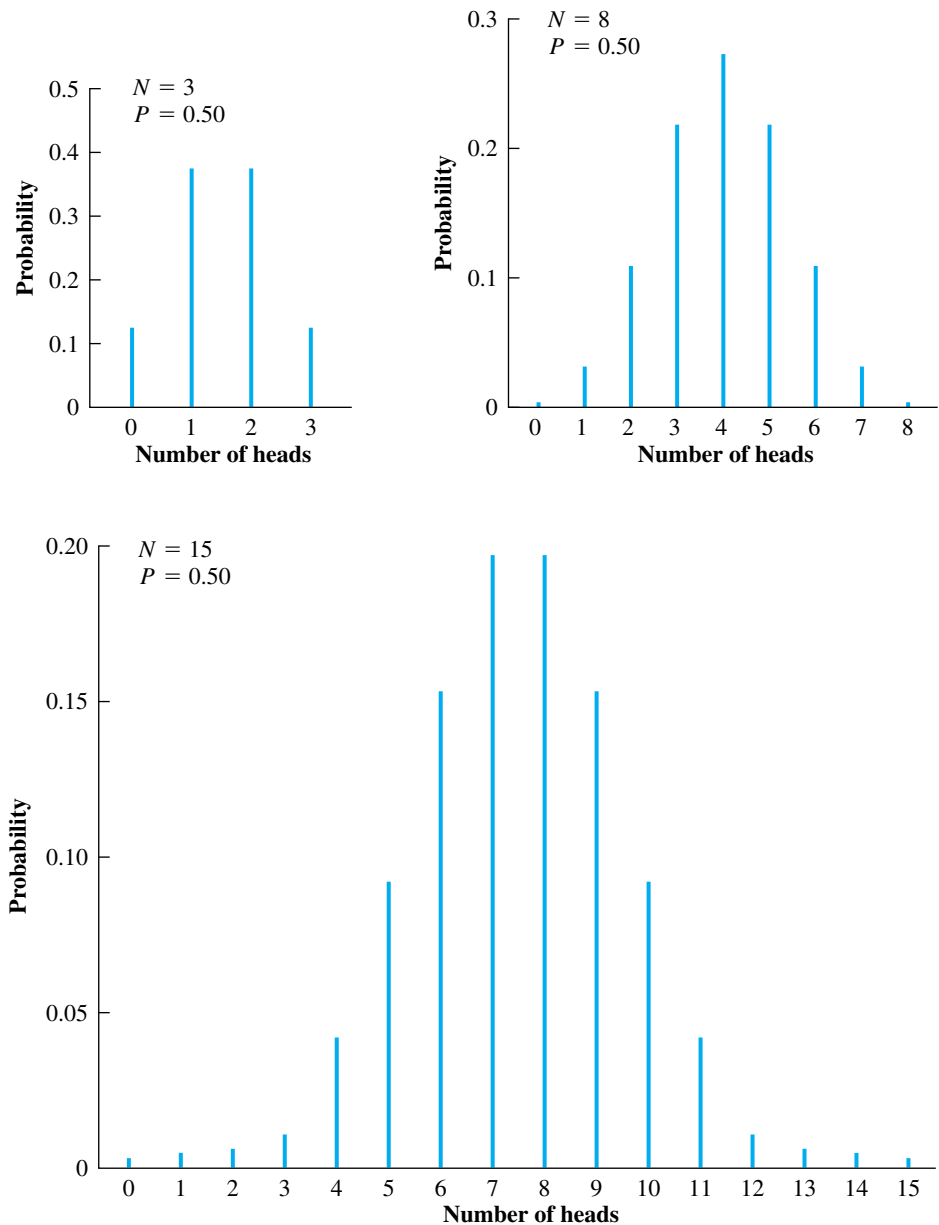 N = 3
P = 0.50
0.5
0.4
0.3
0.2
0.1
0
Probability
0 1 2 3
Number of heads
N = 8
P = 0.50
0.3
0.2
0.1
0
Probability
0 1 2 3 4 5 6 7 8
Number of heads
N = 15
P = 0.50
0.20
0.15
0.10
0.05
0
Probability
0 1 2 3 4 5 6 7 8 9 10 11 12 13 14 15
Number of heads